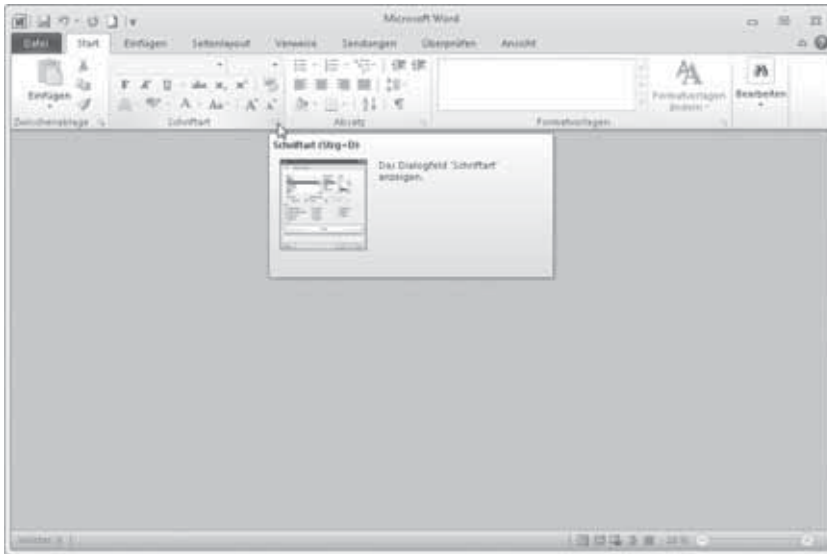 Microsoft Word
Datei Start Einfügen Seitenlayout Verweise Sendungen Überprüfen Ansicht
Einfügen
Formatvorlagen ändern
Bearbeiten
Zwischenablage Schriftart Absatz Formatvorlagen
Schriftart (Strg+D)
Das Dialogfeld 'Schriftart'
anzeigen.